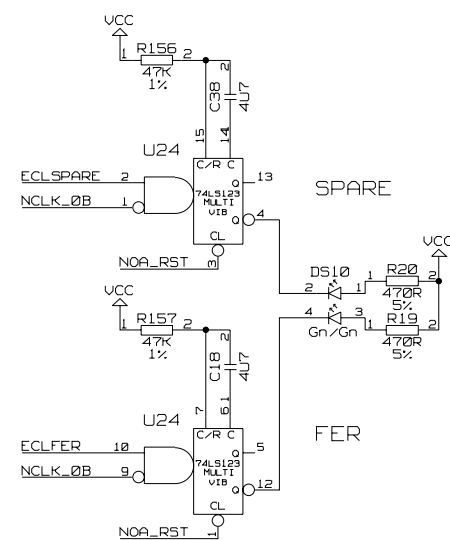 VCC
1 R156 2
47K
1%
2
C38
4U7
15
14
U24
C/R C
ECLSPARE 2
NCLK_0B 1
74LS123
MULTI
VIB
Q 13
Q 4
CL
3
NOA_RST
SPARE
VCC
DS10
2 1
1 R20 2
470R
5%
4 3
Gn/Gn
1 R19 2
470R
5%
VCC
1 R157 2
47K
1%
2
C18
4U7
7
6 1
U24
C/R C
ECLFER 10
NCLK_0B 9
74LS123
MULTI
VIB
Q 5
Q 12
CL
1
NOA_RST
FER